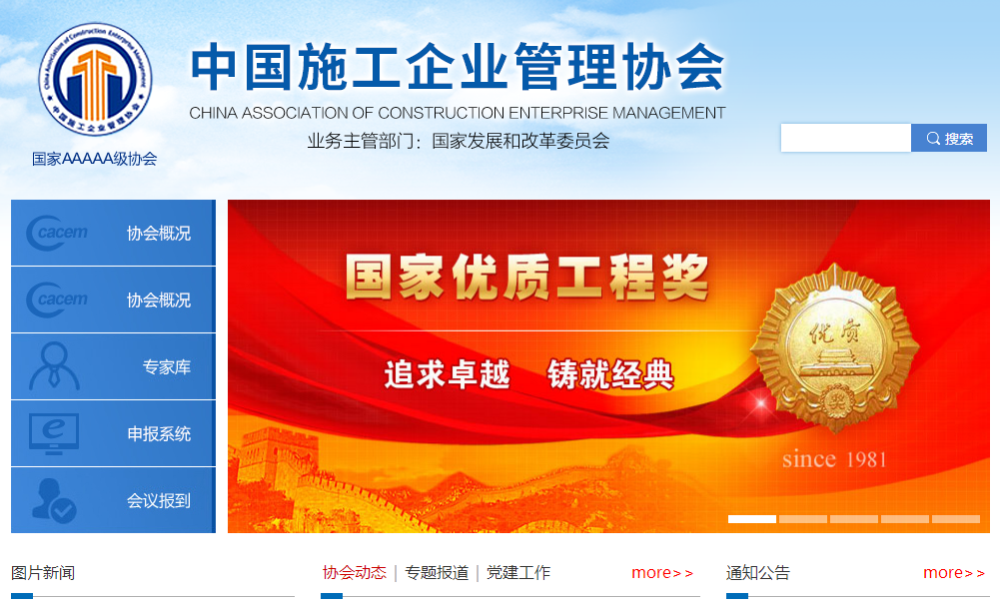 China Association of Construction Enterprise Management
中国施工企业管理协会
国家AAAAA级协会
中国施工企业管理协会
CHINA ASSOCIATION OF CONSTRUCTION ENTERPRISE MANAGEMENT
业务主管部门：国家发展和改革委员会
搜索
cacem 协会概况
cacem 协会概况
专家库
申报系统
会议报到
国家优质工程奖
追求卓越 铸就经典
优质
奖
since 1981
图片新闻
协会动态 | 专题报道 | 党建工作 more>>
通知公告 more>>